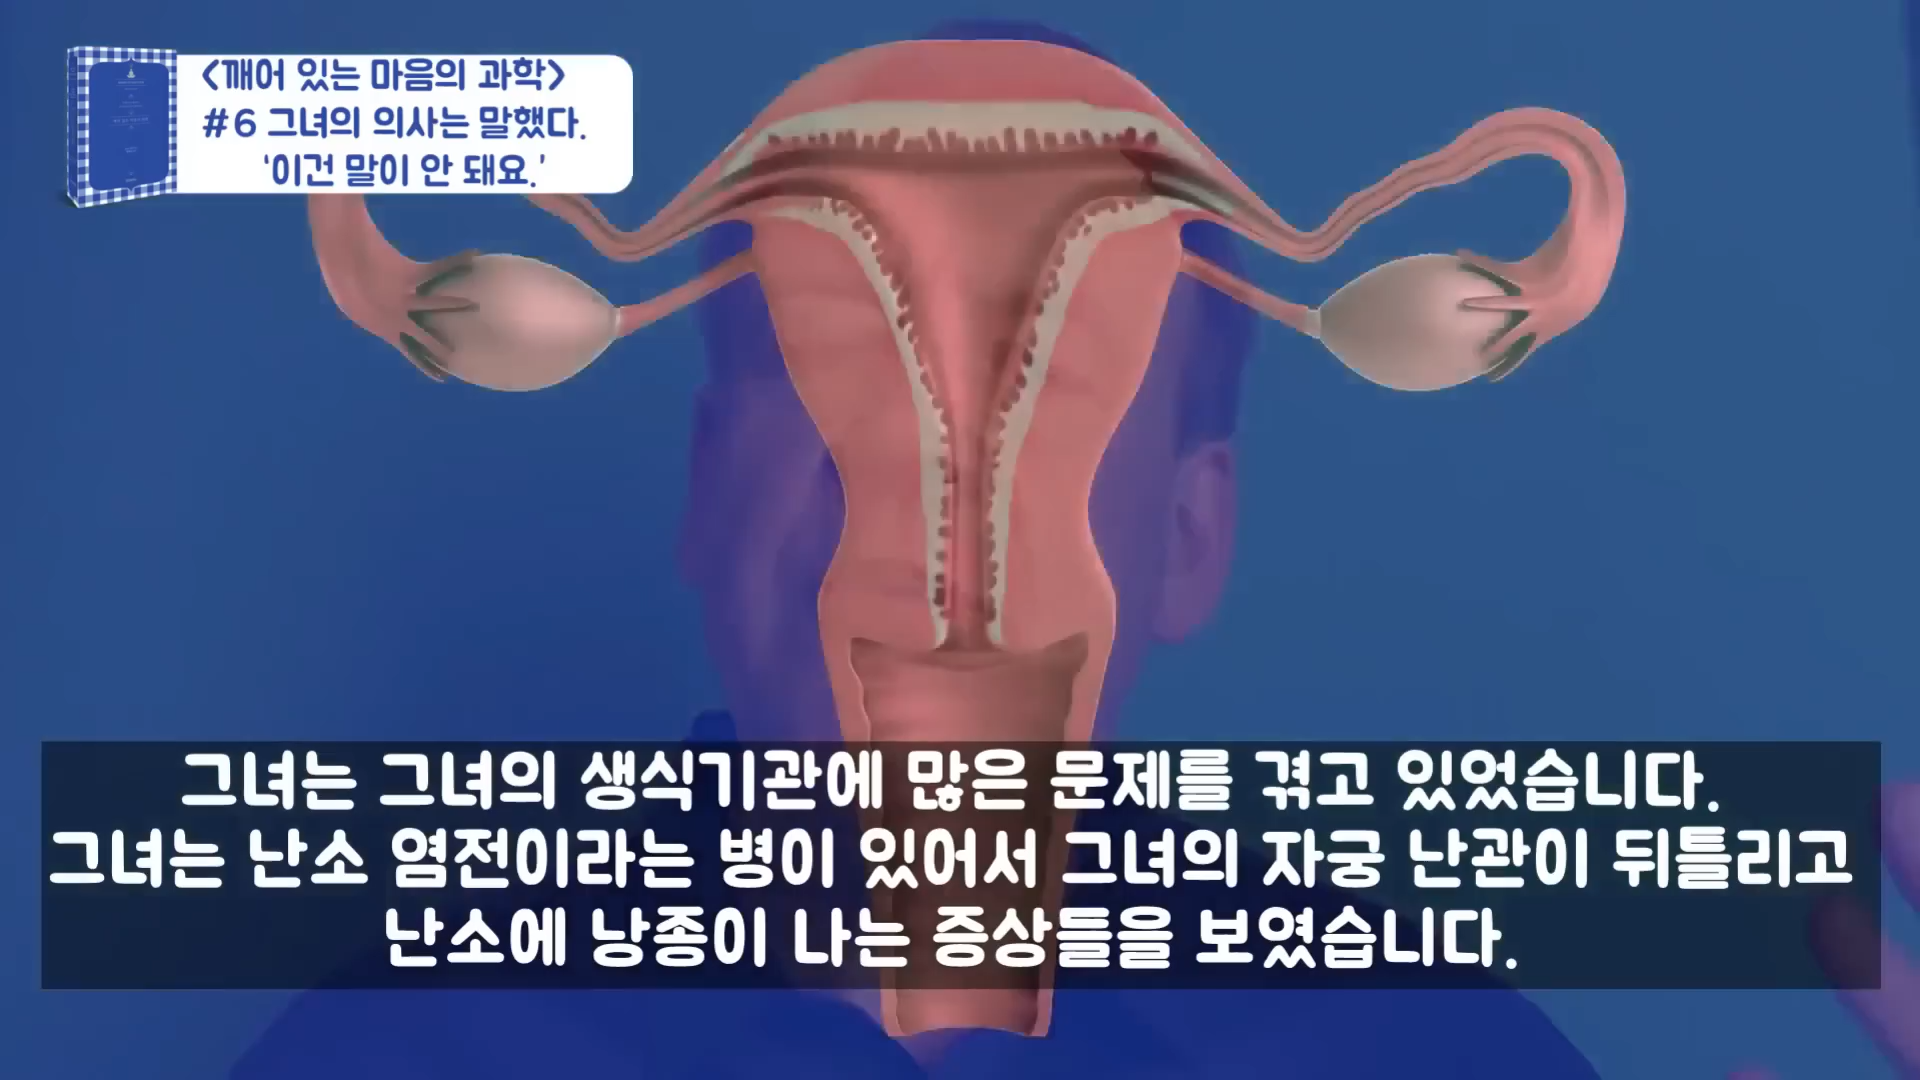 <깨어 있는 마음의 과학>
#6 그녀의 의사는 말했다.
'이건 말이 안 돼요.'
그녀는 그녀의 생식기관에 많은 문제를 겪고 있었습니다.
그녀는 난소 염전이라는 병이 있어서 그녀의 자궁 난관이 뒤틀리고
난소에 낭종이 나는 증상들을 보였습니다.